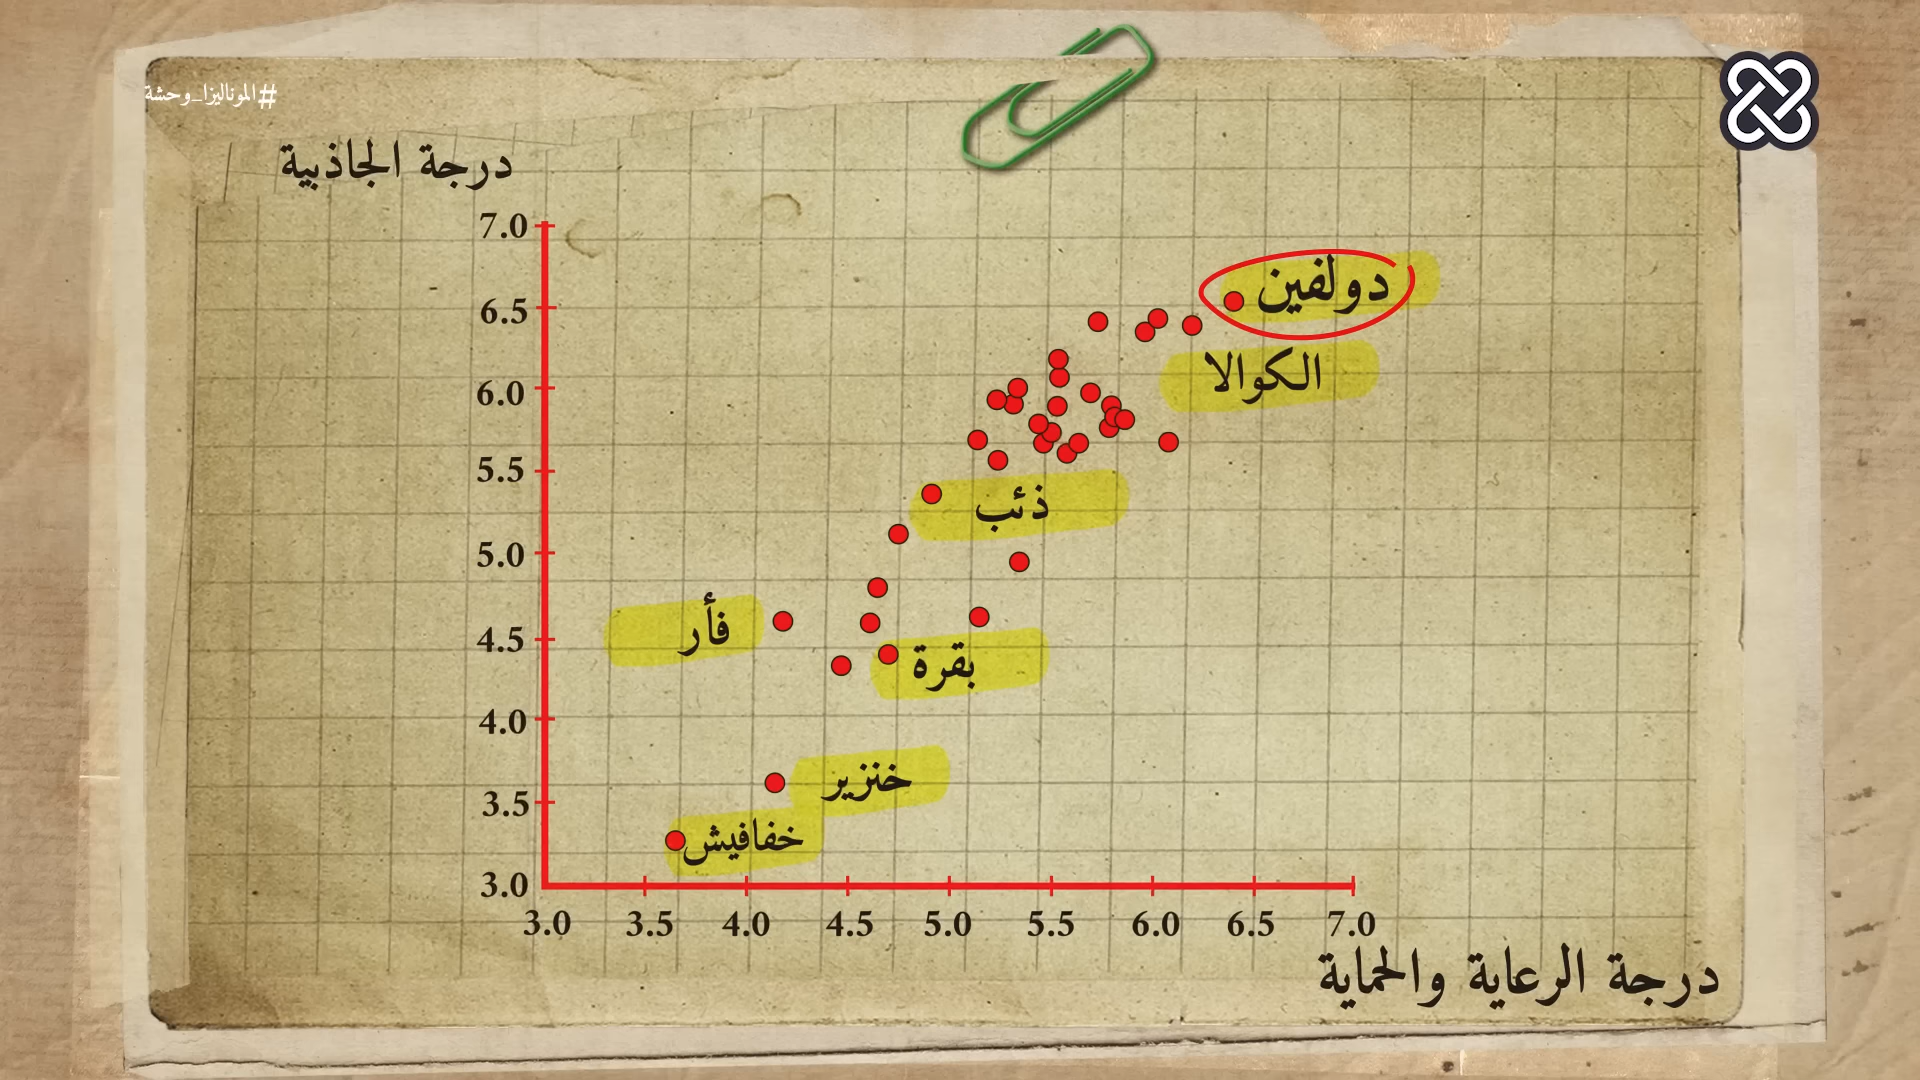 #الموناليزا_وحشة
درجة الجاذبية
7.0
6.5
6.0
5.5
5.0
4.5
4.0
3.5
3.0
دولفين
الكوالا
ذئب
فأر
بقرة
خنزير
خفافيش
3.0 3.5 4.0 4.5 5.0 5.5 6.0 6.5 7.0
درجة الرعاية والحماية